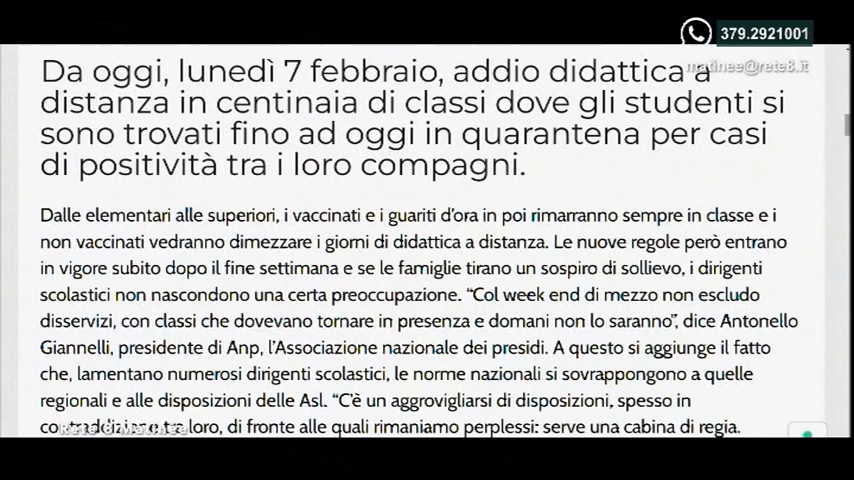 379.2921001
matinee@rete8.it
Da oggi, lunedì 7 febbraio, addio didattica a
distanza in centinaia di classi dove gli studenti si
sono trovati fino ad oggi in quarantena per casi
di positività tra i loro compagni.
Dalle elementari alle superiori, i vaccinati e i guariti d'ora in poi rimarranno sempre in classe e i
non vaccinati vedranno dimezzare i giorni di didattica a distanza. Le nuove regole però entrano
in vigore subito dopo il fine settimana e se le famiglie tirano un sospiro di sollievo, i dirigenti
scolastici non nascondono una certa preoccupazione. “Col week end di mezzo non escludo
disservizi, con classi che dovevano tornare in presenza e domani non lo saranno”, dice Antonello
Giannelli, presidente di Anp, l'Associazione nazionale dei presidi. A questo si aggiunge il fatto
che, lamentano numerosi dirigenti scolastici, le norme nazionali si sovrappongono a quelle
regionali e alle disposizioni delle Asl. “C'è un aggrovigliarsi di disposizioni, spesso in
contraddizione tra loro, di fronte alle quali rimaniamo perplessi: serve una cabina di regia.
Rete 8 Matinée